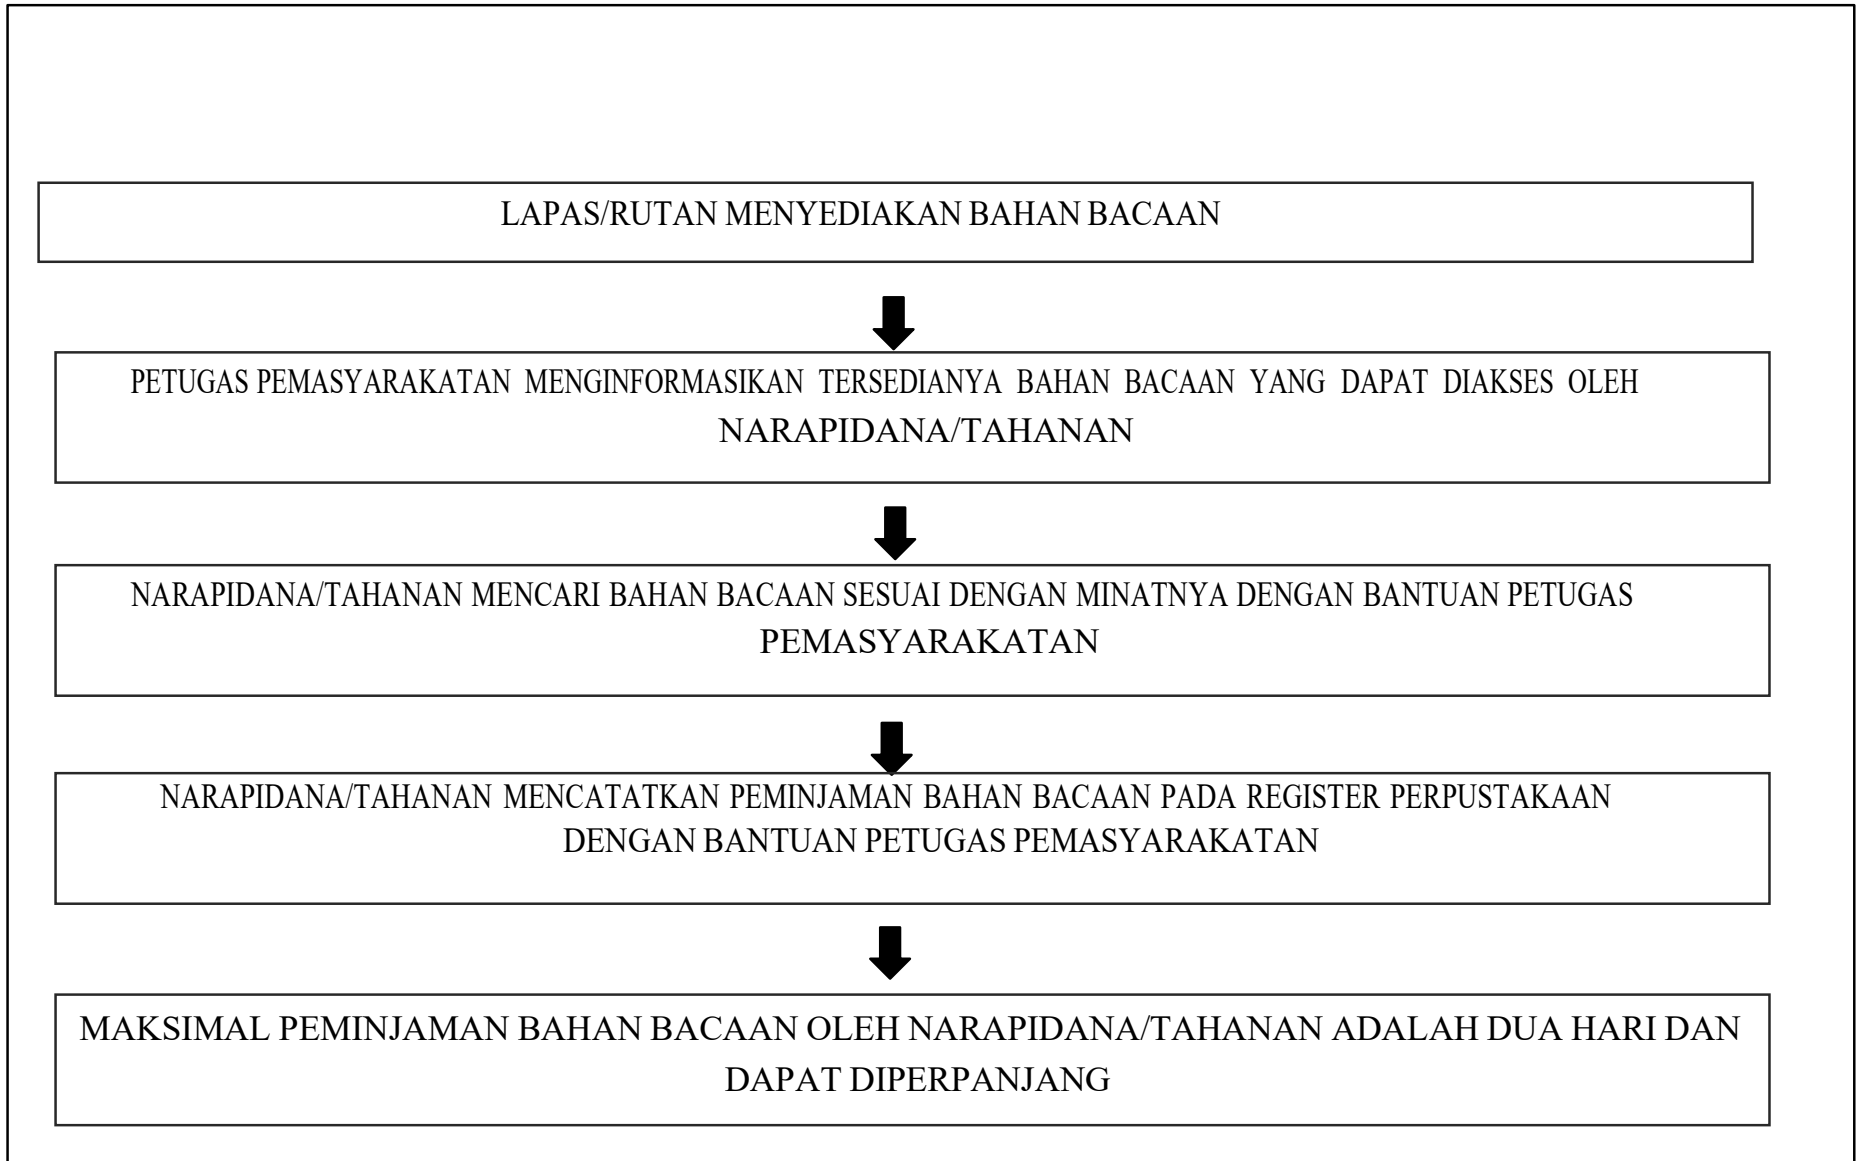 LAPAS/RUTAN MENYEDIAKAN BAHAN BACAAN
PETUGAS PEMASYARAKATAN MENGINFORMASIKAN TERSEDIANYA BAHAN BACAAN YANG DAPAT DIAKSES OLEH
NARAPIDANA/TAHANAN
NARAPIDANA/TAHANAN MENCARI BAHAN BACAAN SESUAI DENGAN MINATNYA DENGAN BANTUAN PETUGAS
PEMASYARAKATAN
NARAPIDANA/TAHANAN MENCATATKAN PEMINJAMAN BAHAN BACAAN PADA REGISTER PERPUSTAKAAN
DENGAN BANTUAN PETUGAS PEMASYARAKATAN
MAKSIMAL PEMINJAMAN BAHAN BACAAN OLEH NARAPIDANA/TAHANAN ADALAH DUA HARI DAN
DAPAT DIPERPANJANG